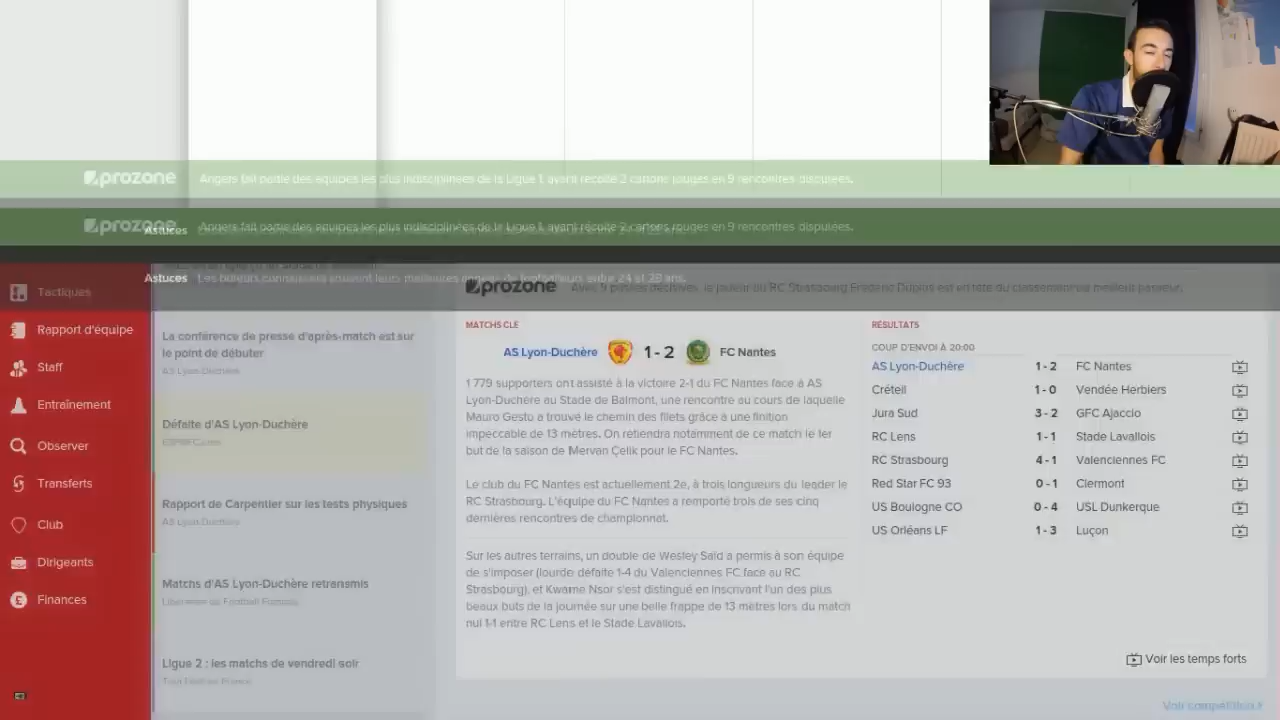 prozone Angers fait partie des équipes les plus indisciplinées de la Ligue 1, ayant récolté 2 cartons rouges en 9 rencontres disputées.
prozone Angers fait partie des équipes les plus indisciplinées de la Ligue 1, ayant récolté 2 cartons rouges en 9 rencontres disputées.
Astuces
Astuces Les buteurs connaissent souvent leurs meilleures années de footballeurs entre 24 et 29 ans.
prozone Avec 9 passes décisives, le joueur du RC Strasbourg Frédéric Duplus est en tête du classement du meilleur passeur.
Tactiques
Rapport d'équipe
Staff
Entraînement
Observer
Transferts
Club
Dirigeants
Finances
La conférence de presse d'après-match est sur
le point de débuter
AS Lyon-Duchère
Défaite d'AS Lyon-Duchère
Rapport de Carpentier sur les tests physiques
AS Lyon-Duchère
Matchs d'AS Lyon-Duchère retransmis
Ligue 2 : les matchs de vendredi soir
MATCHS CLÉ
AS Lyon-Duchère 1 - 2 FC Nantes
1 779 supporters ont assisté à la victoire 2-1 du FC Nantes face à AS
Lyon-Duchère au Stade de Balmont, une rencontre au cours de laquelle
Mauro Gesto a trouvé le chemin des filets grâce à une finition
impeccable de 13 mètres. On retiendra notamment de ce match le 1er
but de la saison de Mervan Çelik pour le FC Nantes.
Le club du FC Nantes est actuellement 2e, à trois longueurs du leader le
RC Strasbourg. L'équipe du FC Nantes a remporté trois de ses cinq
dernières rencontres de championnat.
Sur les autres terrains, un double de Wesley Saïd a permis à son équipe
de s'imposer (lourde défaite 1-4 du Valenciennes FC face au RC
Strasbourg), et Kwame Nsor s'est distingué en inscrivant l'un des plus
beaux buts de la journée sur une belle frappe de 13 mètres lors du match
nul 1-1 entre RC Lens et le Stade Lavallois.
RÉSULTATS
COUP D'ENVOI À 20:00
AS Lyon-Duchère 1 - 2 FC Nantes
Créteil 1 - 0 Vendée Herbiers
Jura Sud 3 - 2 GFC Ajaccio
RC Lens 1 - 1 Stade Lavallois
RC Strasbourg 4 - 1 Valenciennes FC
Red Star FC 93 0 - 1 Clermont
US Boulogne CO 0 - 4 USL Dunkerque
US Orléans LF 1 - 3 Luçon
Voir les temps forts
Voir compétition